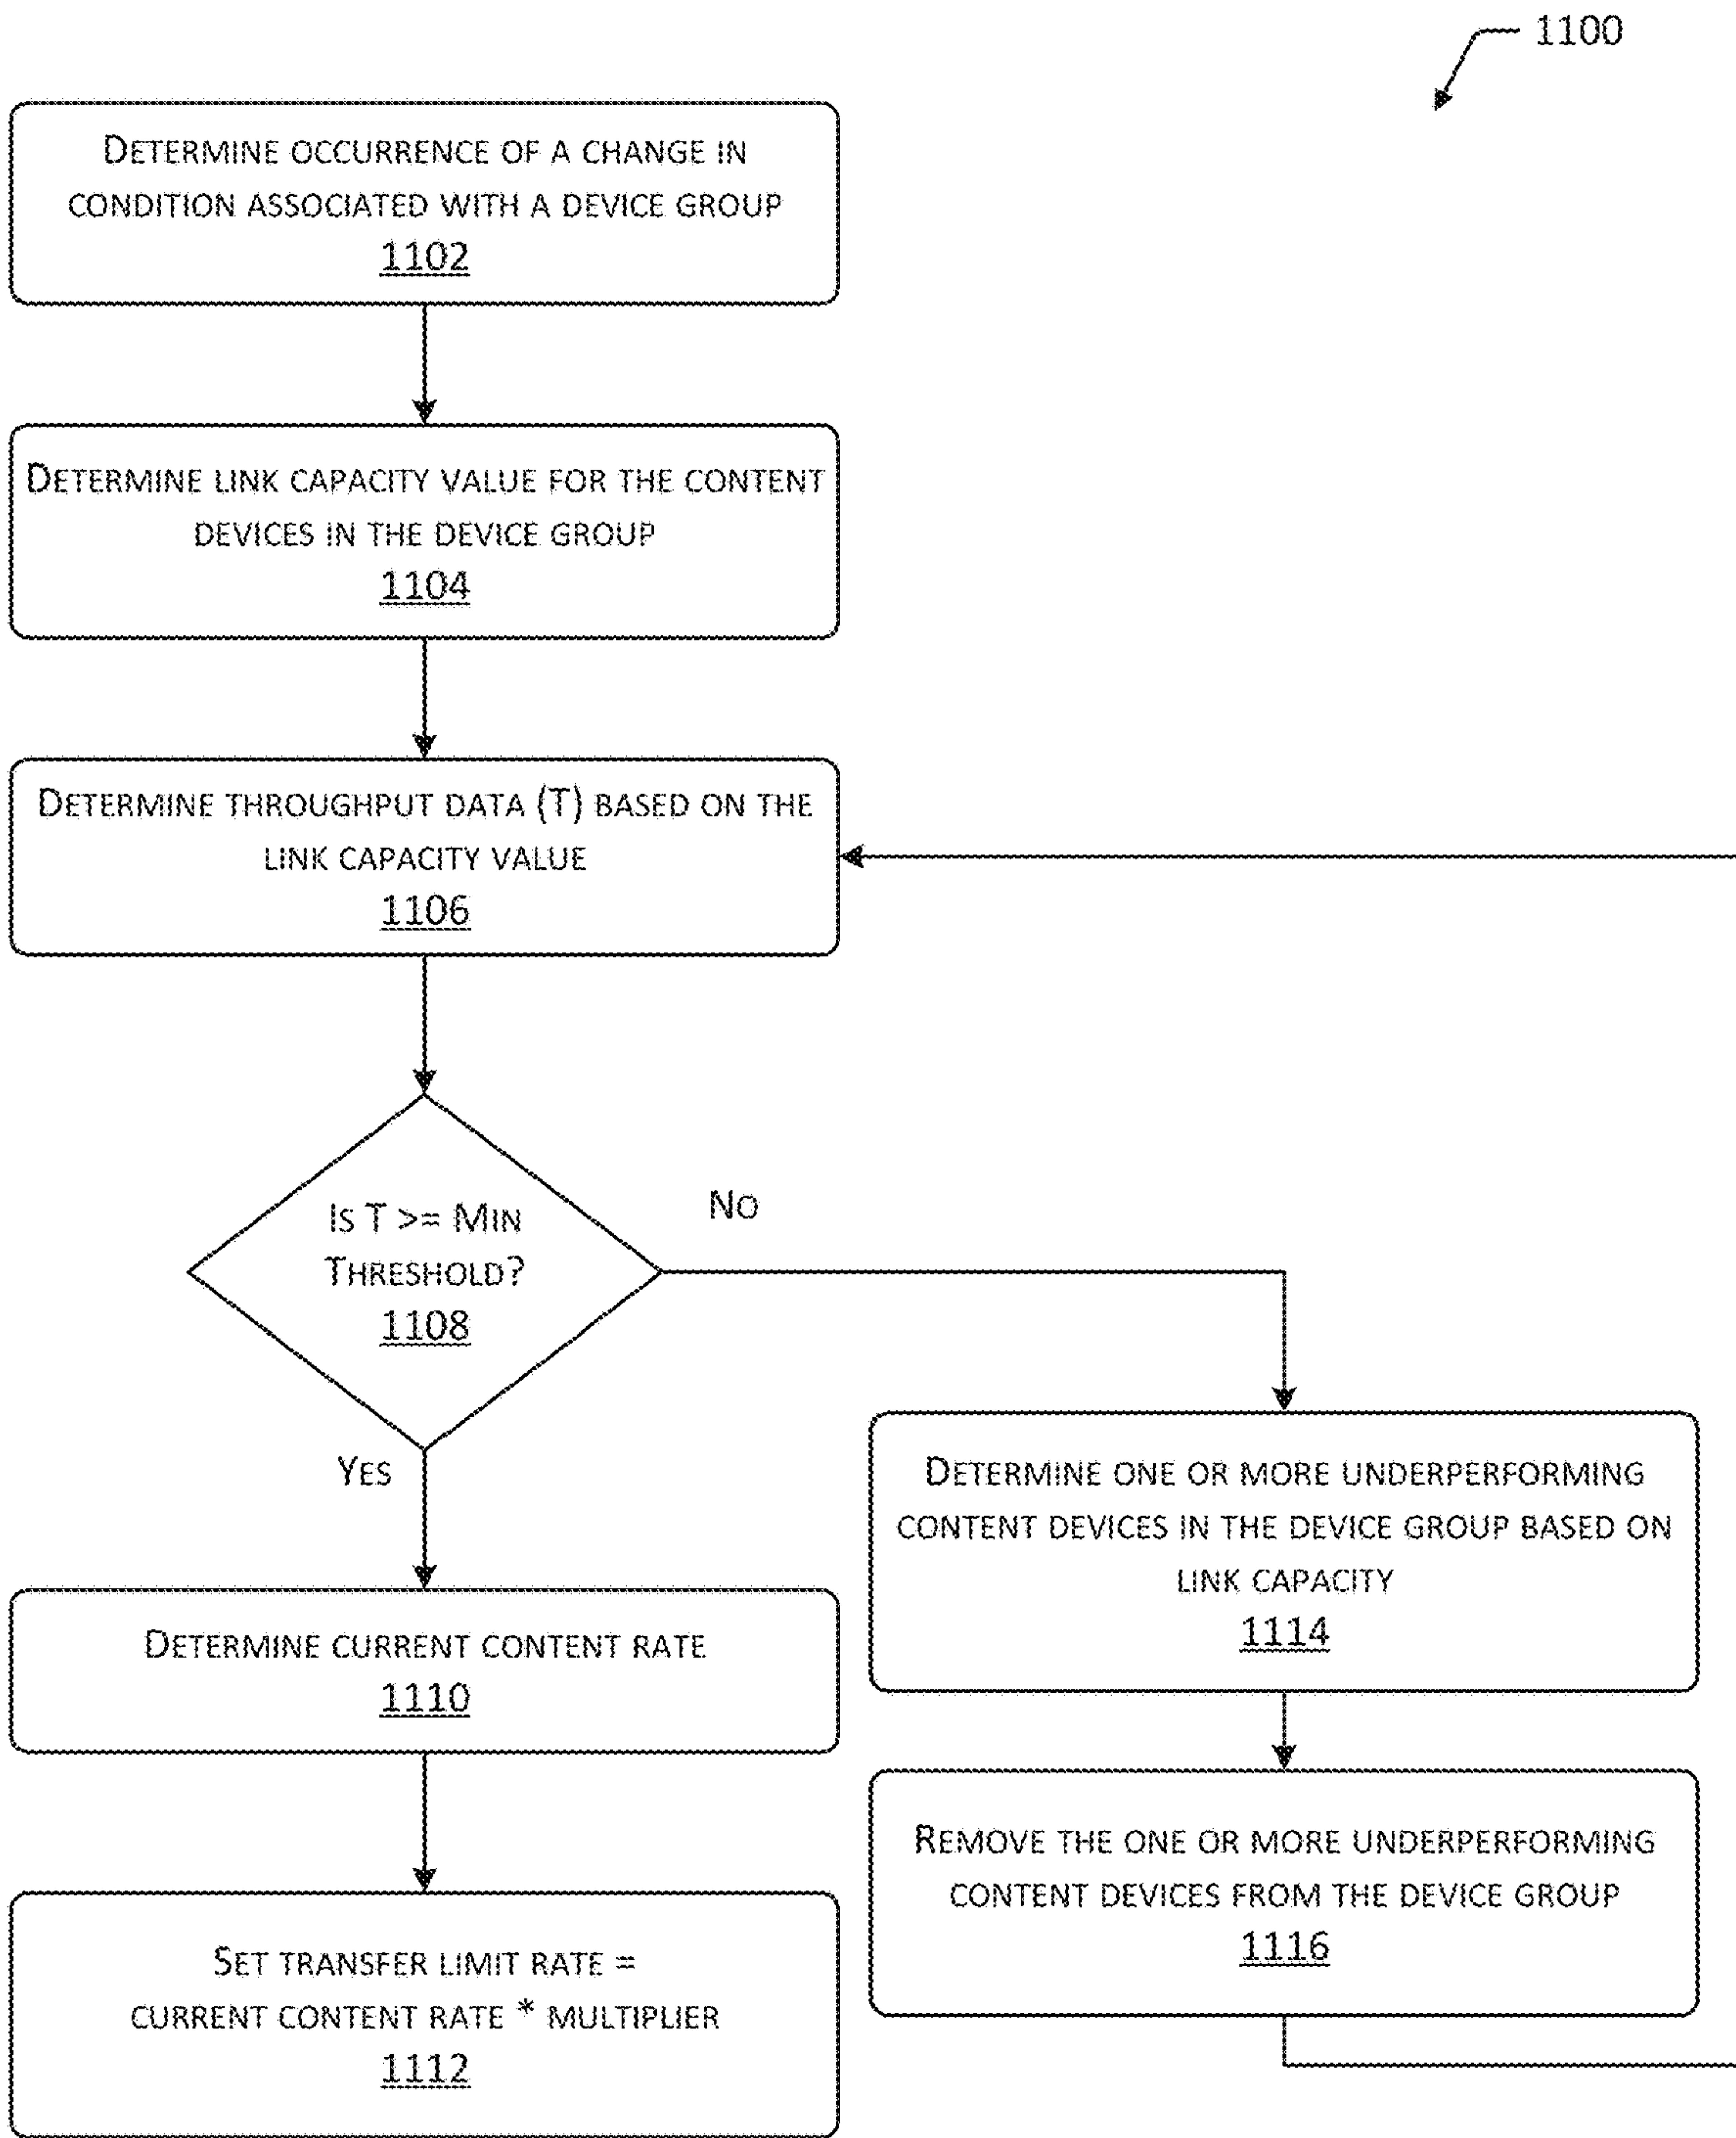 1100
DETERMINE OCCURRENCE OF A CHANGE IN
CONDITION ASSOCIATED WITH A DEVICE GROUP
1102
DETERMINE LINK CAPACITY VALUE FOR THE CONTENT
DEVICES IN THE DEVICE GROUP
1104
DETERMINE THROUGHPUT DATA (T) BASED ON THE
LINK CAPACITY VALUE
1106
IS T >= MIN
THRESHOLD?
1108
NO
YES
DETERMINE CURRENT CONTENT RATE
1110
SET TRANSFER LIMIT RATE =
CURRENT CONTENT RATE * MULTIPLIER
1112
DETERMINE ONE OR MORE UNDERPERFORMING
CONTENT DEVICES IN THE DEVICE GROUP BASED ON
LINK CAPACITY
1114
REMOVE THE ONE OR MORE UNDERPERFORMING
CONTENT DEVICES FROM THE DEVICE GROUP
1116